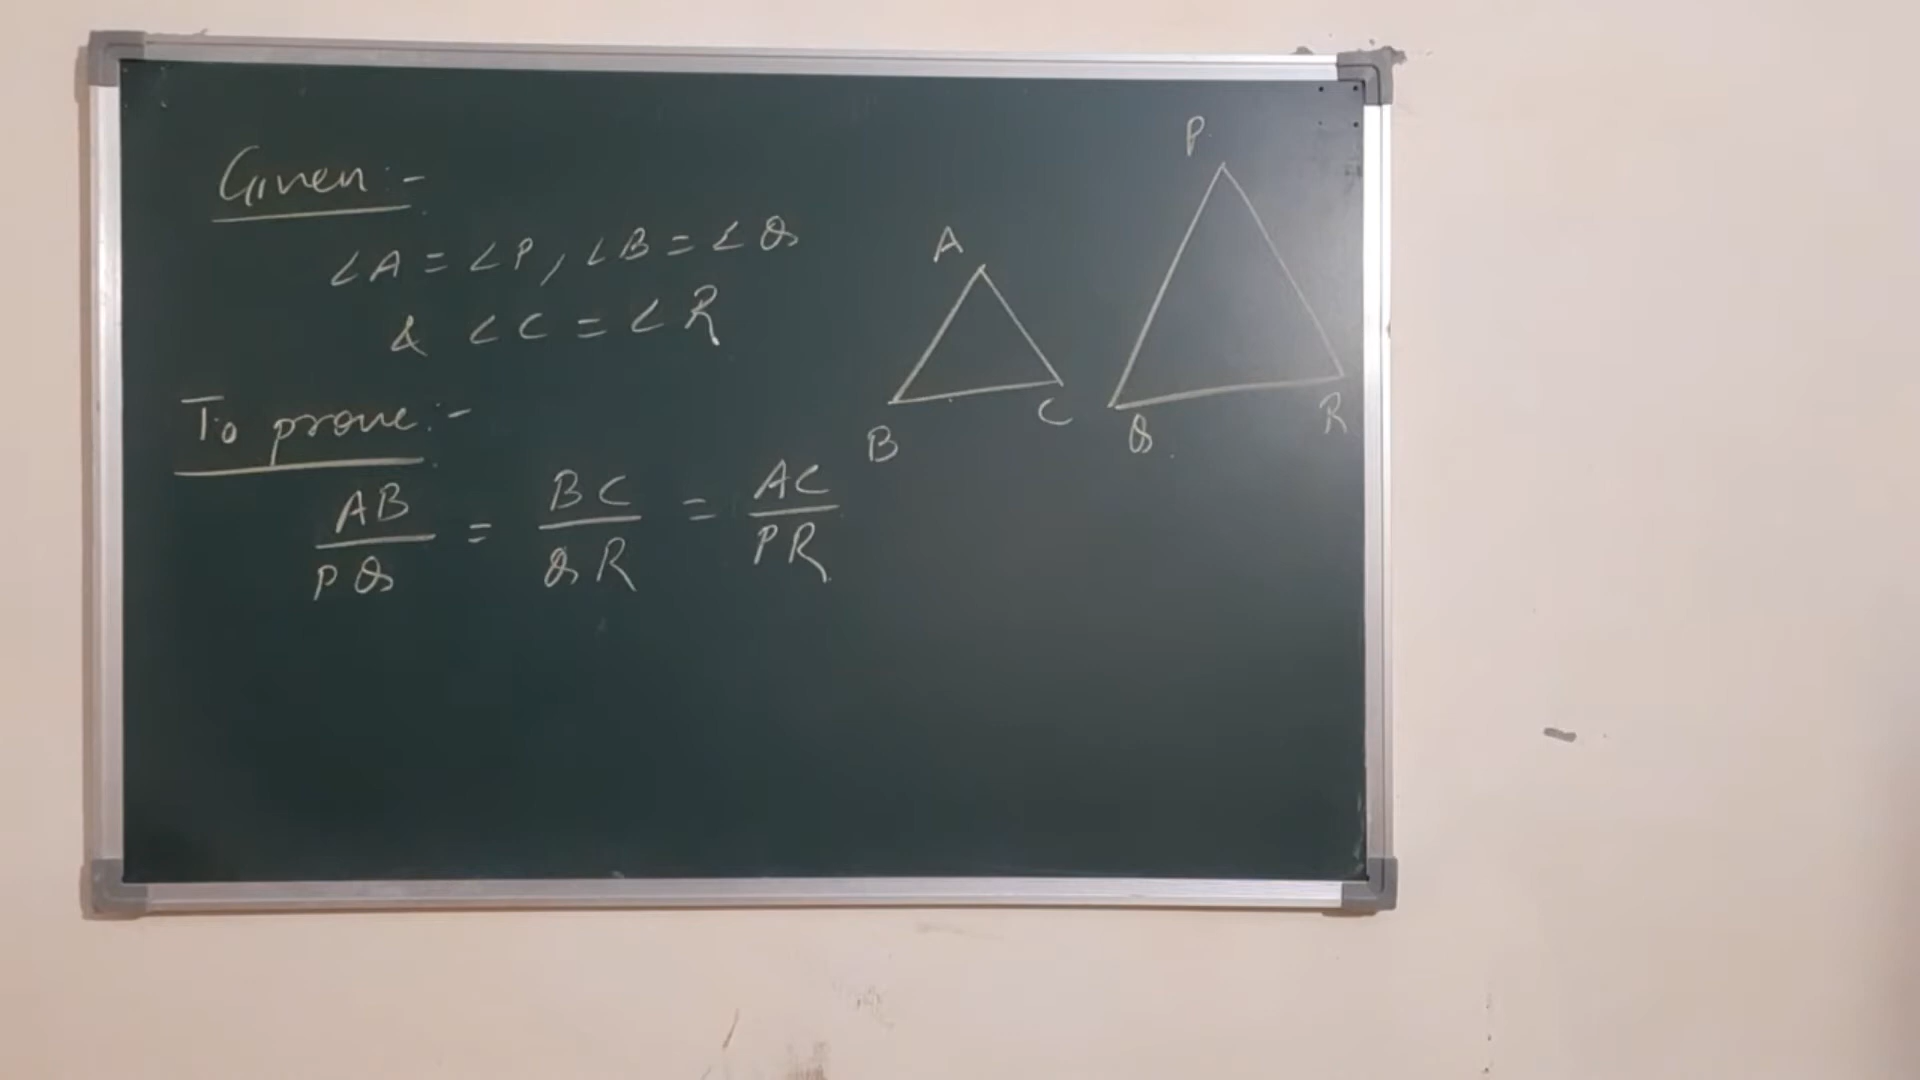 Given:-
∠A = ∠P, ∠B = ∠Q
& ∠C = ∠R
To prove:-
AB/PQ = BC/QR = AC/PR
A
B
C
P
Q
R